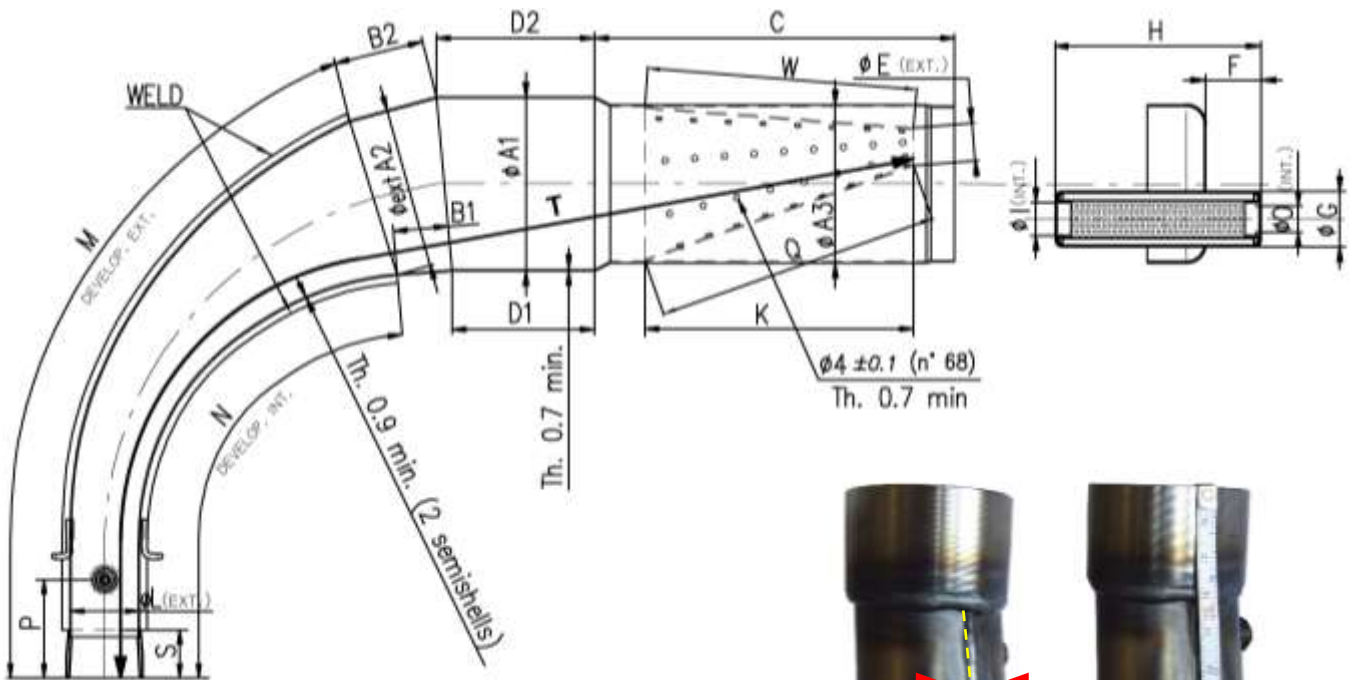 D2
C
B2
H
W
ϕE (EXT.)
F
WELD
ϕext A2
ϕA1
ϕI (INT.)
ϕO (INT.)
ϕG
B1
T
ϕA3
M
DEVELOP. EXT.
Q
D1
K
ϕ4 ±0.1 (n° 68)
Th. 0.7 min
Th. 0.7 min.
N
DEVELOP. INT.
Th. 0.9 min. (2 semishells)
P
ϕL (EXT.)
S